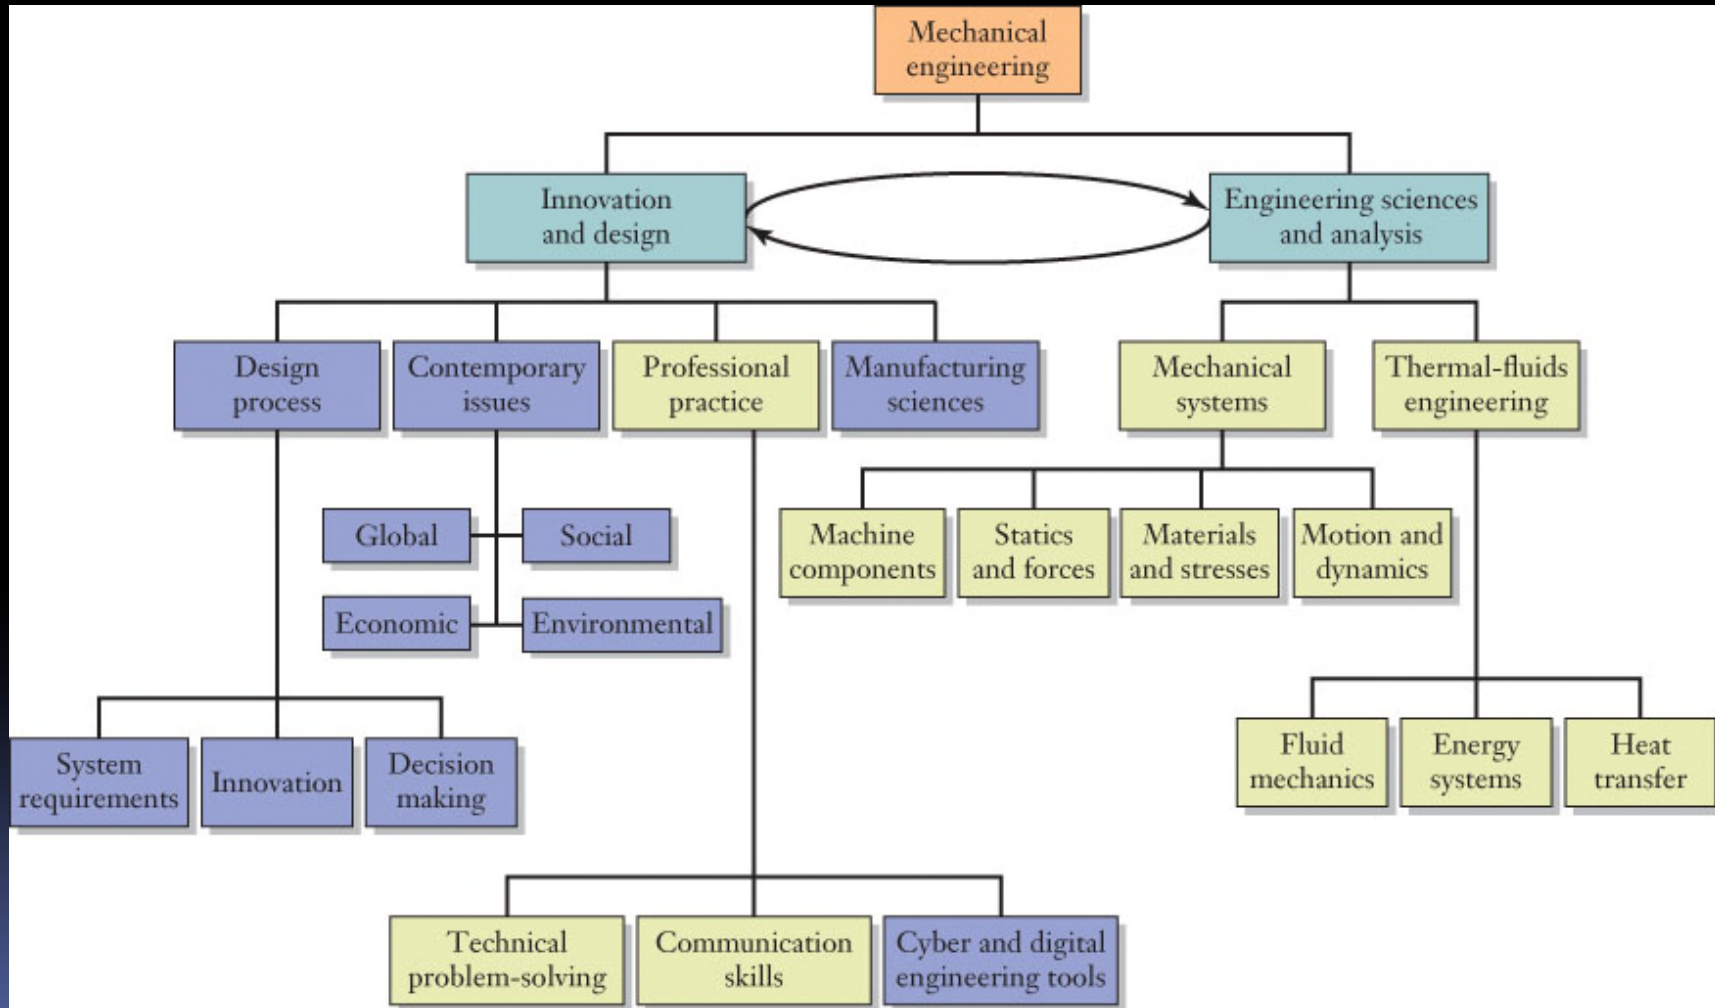 Mechanical
engineering
Innovation
and design
Engineering sciences
and analysis
Design
process
Contemporary
issues
Professional
practice
Manufacturing
sciences
Mechanical
systems
Thermal-fluids
engineering
Global
Social
Economic
Environmental
Machine
components
Statics
and forces
Materials
and stresses
Motion and
dynamics
System
requirements
Innovation
Decision
making
Fluid
mechanics
Energy
systems
Heat
transfer
Technical
problem-solving
Communication
skills
Cyber and digital
engineering tools